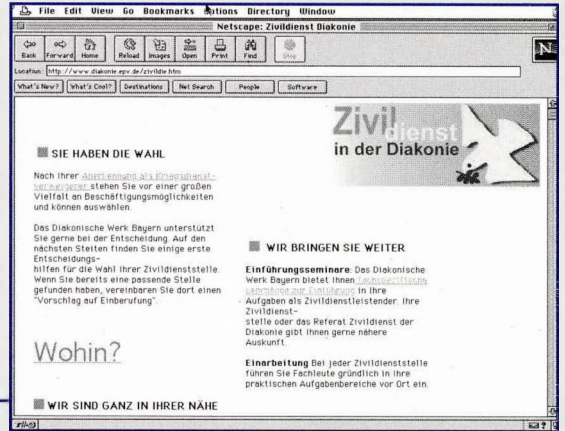 File Edit View Go Bookmarks Options Directory Window
Netscape: Zivildienst Diakonie
Back Forward Home Reload Images Open Print Find Stop
N
Location: http://www.diakonie.epv.de/zivildie.htm
What's New? What's Cool? Destinations Net Search People Software
Zivildienst
in der Diakonie
SIE HABEN DIE WAHL
Nach Ihrer Anerkennung als Kriegsdienst-
verweigerer stehen Sie vor einer großen
Vielfalt an Beschäftigungsmöglichkeiten
und können auswählen.
Das Diakonische Werk Bayern unterstützt
Sie gerne bei der Entscheidung. Auf den
nächsten Steiten finden Sie einige erste
Entscheidungs-
hilfen für die Wahl Ihrer Zivildienststelle.
Wenn Sie bereits eine passende Stelle
gefunden haben, vereinbaren Sie dort einen
"Vorschlag auf Einberufung".
Wohin?
WIR SIND GANZ IN IHRER NÄHE
WIR BRINGEN SIE WEITER
Einführungsseminare: Das Diakonische
Werk Bayern bietet Ihnen fachspezifische
Lehrgänge zur Einführung in Ihre
Aufgaben als Zivildienstleistender. Ihre
Zivildienst-
stelle oder das Referat Zivildienst der
Diakonie gibt Ihnen gerne nähere
Auskunft.
Einarbeitung Bei jeder Zivildienststelle
führen Sie Fachleute gründlich in Ihre
praktischen Aufgabenbereiche vor Ort ein.